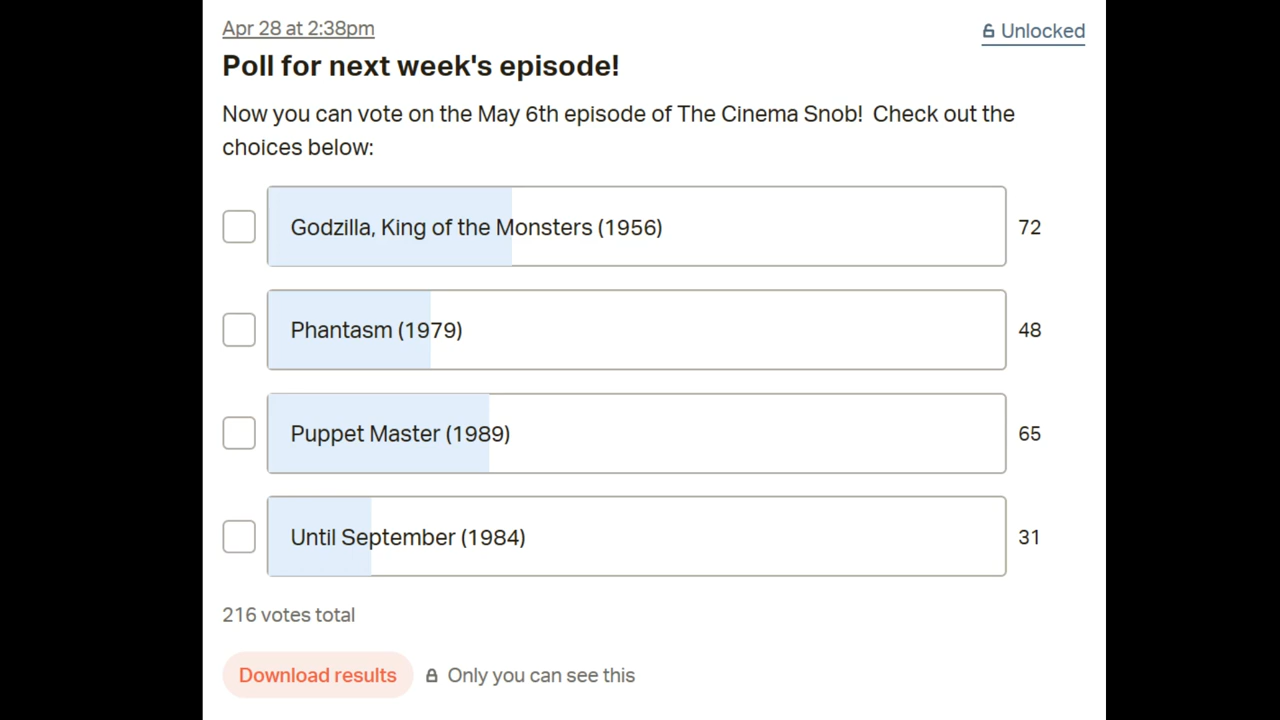 Apr 28 at 2:38pm
Unlocked
Poll for next week's episode!
Now you can vote on the May 6th episode of The Cinema Snob! Check out the
choices below:
Godzilla, King of the Monsters (1956)
72
Phantasm (1979)
48
Puppet Master (1989)
65
Until September (1984)
31
216 votes total
Download results
Only you can see this